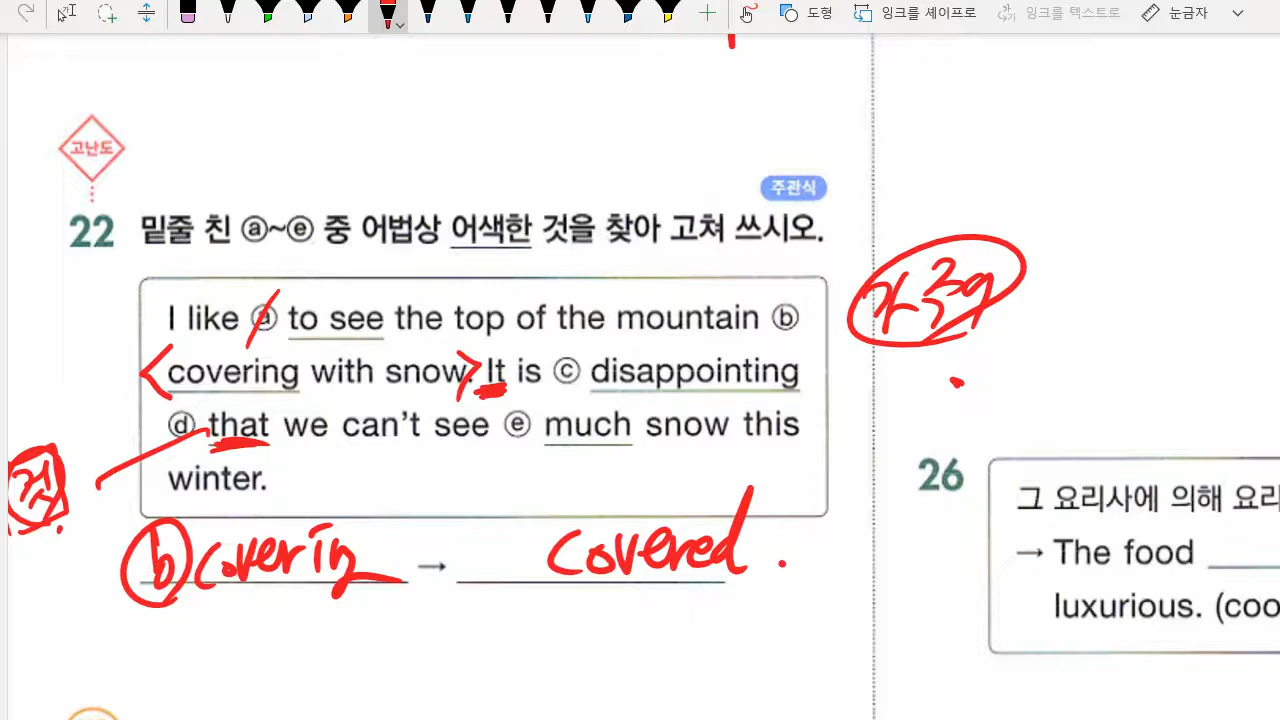 도형
잉크를 셰이프로
잉크를 텍스트로
눈금자
고난도
주관식
22 밑줄 친 ⓐ~ⓔ 중 어법상 어색한 것을 찾아 고쳐 쓰시오.
I like ⓐ to see the top of the mountain ⓑ
covering with snow. It is ⓒ disappointing
ⓓ that we can't see ⓔ much snow this
winter.
ⓑ covering → covered.
26 그 요리사에 의해 요리
→ The food
luxurious. (coo